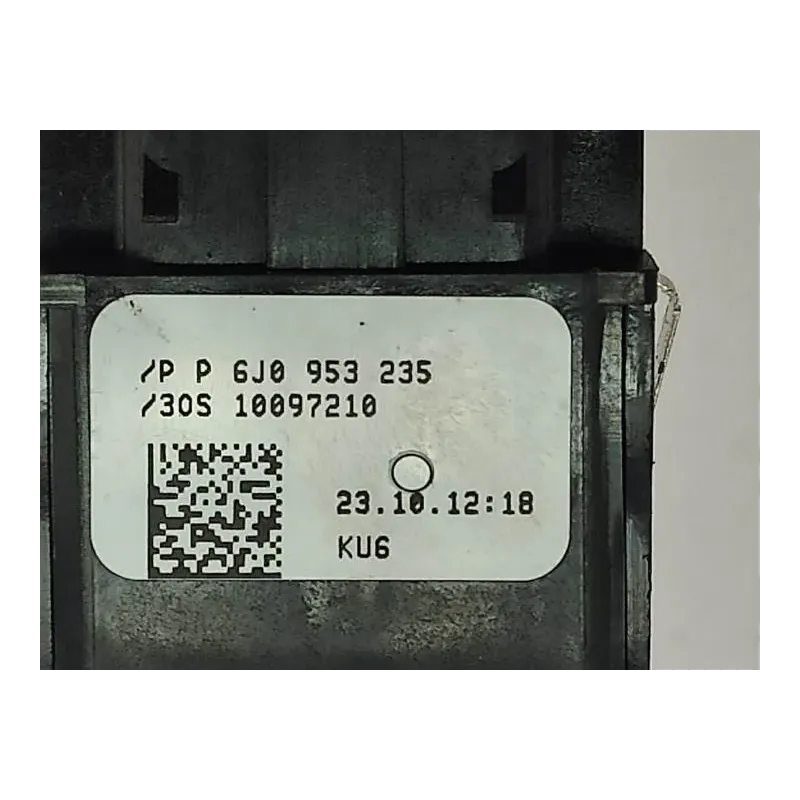 /P P 6J0 953 235
/30S 10097210
23.10.12:18
KU6